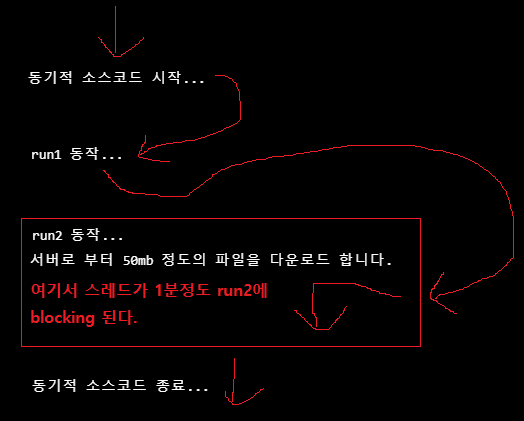 동기적 소스코드 시작...
run1 동작...
run2 동작...
서버로 부터 50mb 정도의 파일을 다운로드 합니다.
여기서 스레드가 1분정도 run2에
blocking 된다.
동기적 소스코드 종료...